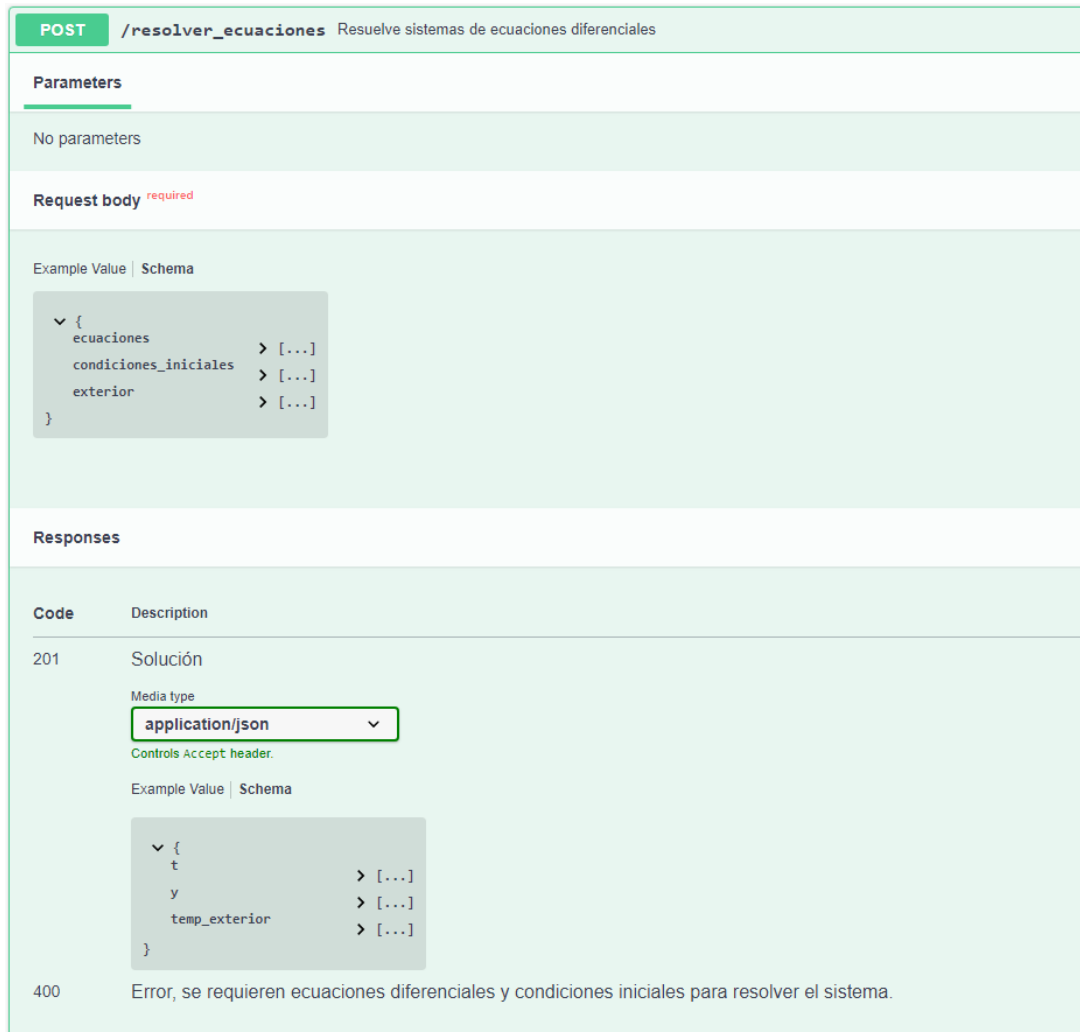 POST /resolver_ecuaciones Resuelve sistemas de ecuaciones diferenciales
Parameters
No parameters
Request body required
Example Value Schema
{
ecuaciones
[...]
condiciones_iniciales
[...]
exterior
[...]
}
Responses
Code Description
201 Solución
Media type
application/json
Controls Accept header.
Example Value Schema
{
t
[...]
y
[...]
temp_exterior
[...]
}
400 Error, se requieren ecuaciones diferenciales y condiciones iniciales para resolver el sistema.